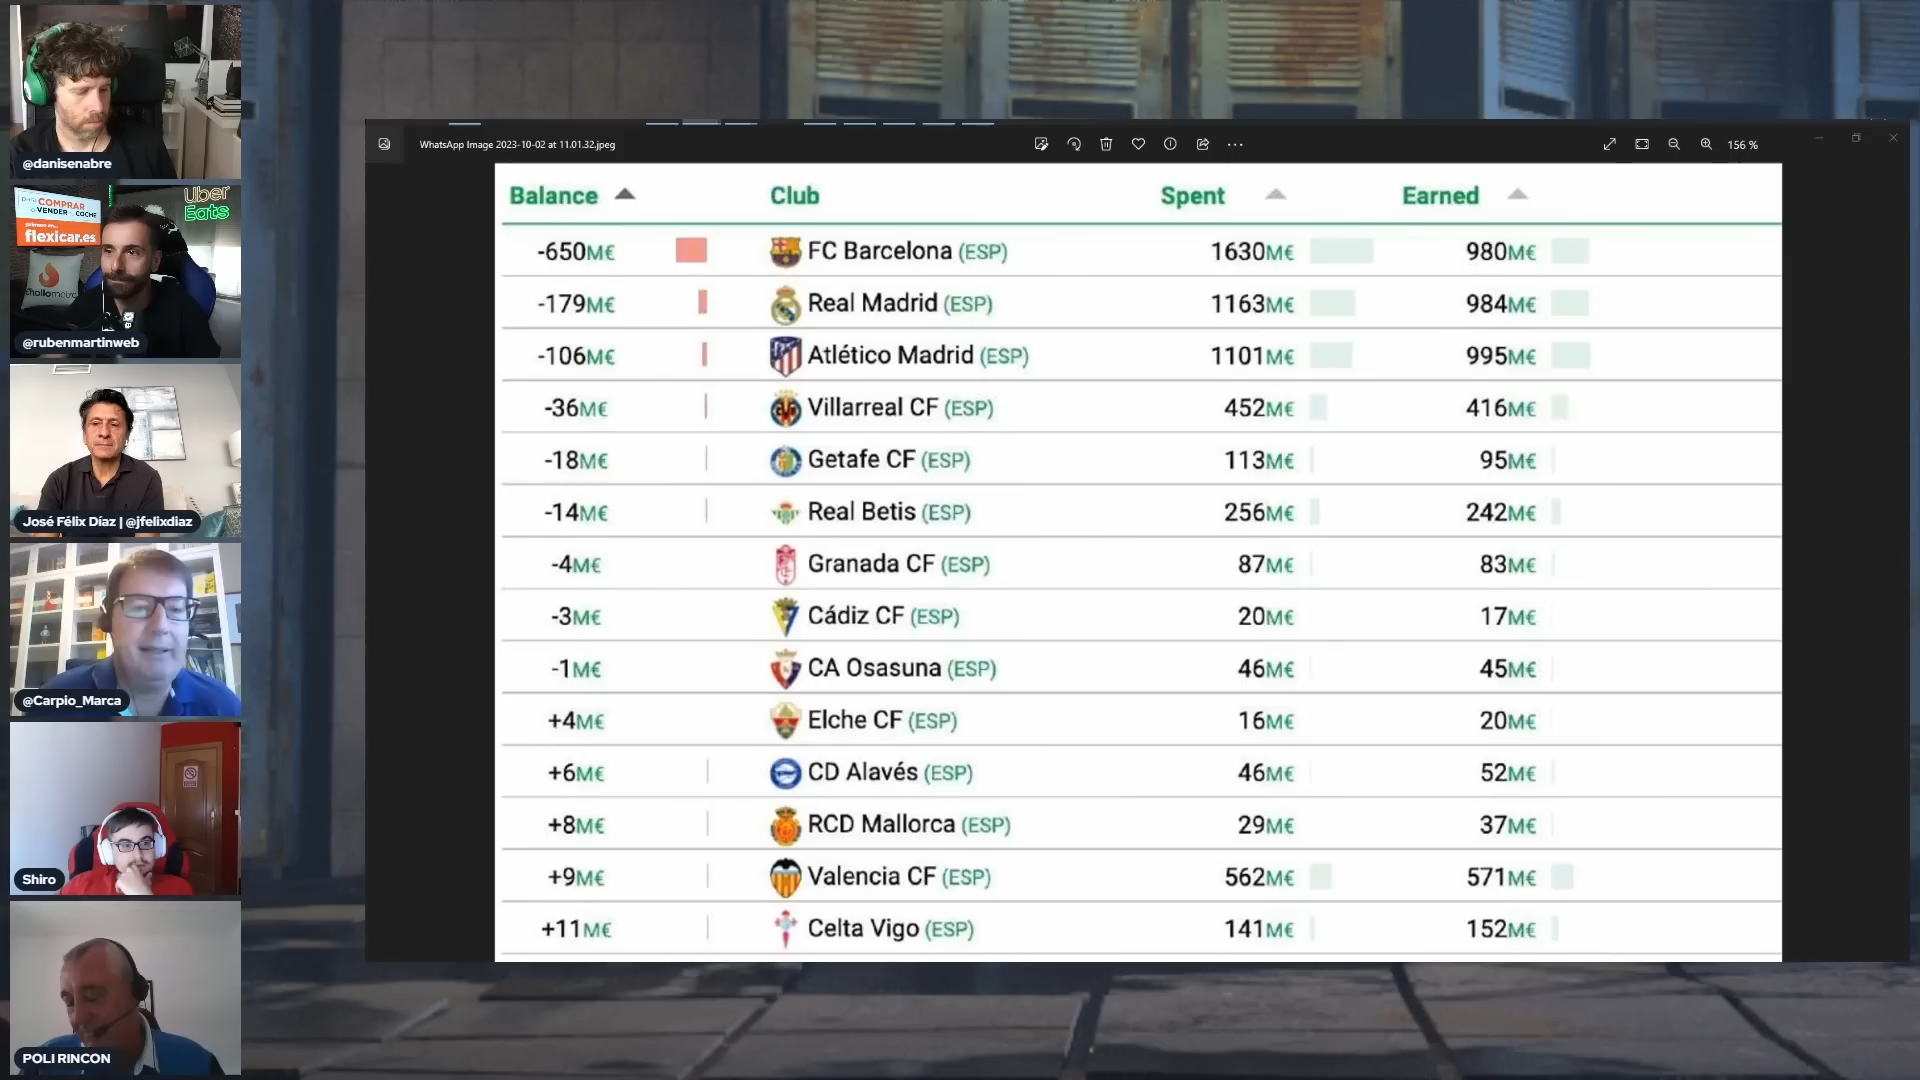 @danisenabre
para COMPRAR
o VENDER tu COCHE
primero en...
flexicar.es
Uber
Eats
chollometro
@rubenmartinweb
José Félix Díaz | @jfelixdiaz
@Carpio_Marca
Shiro
POLI RINCON
WhatsApp Image 2023-10-02 at 11.01.32.jpeg
156 %
Balance Club Spent Earned
-650M€ FC Barcelona (ESP) 1630M€ 980M€
-179M€ Real Madrid (ESP) 1163M€ 984M€
-106M€ Atlético Madrid (ESP) 1101M€ 995M€
-36M€ Villarreal CF (ESP) 452M€ 416M€
-18M€ Getafe CF (ESP) 113M€ 95M€
-14M€ Real Betis (ESP) 256M€ 242M€
-4M€ Granada CF (ESP) 87M€ 83M€
-3M€ Cádiz CF (ESP) 20M€ 17M€
-1M€ CA Osasuna (ESP) 46M€ 45M€
+4M€ Elche CF (ESP) 16M€ 20M€
+6M€ CD Alavés (ESP) 46M€ 52M€
+8M€ RCD Mallorca (ESP) 29M€ 37M€
+9M€ Valencia CF (ESP) 562M€ 571M€
+11M€ Celta Vigo (ESP) 141M€ 152M€